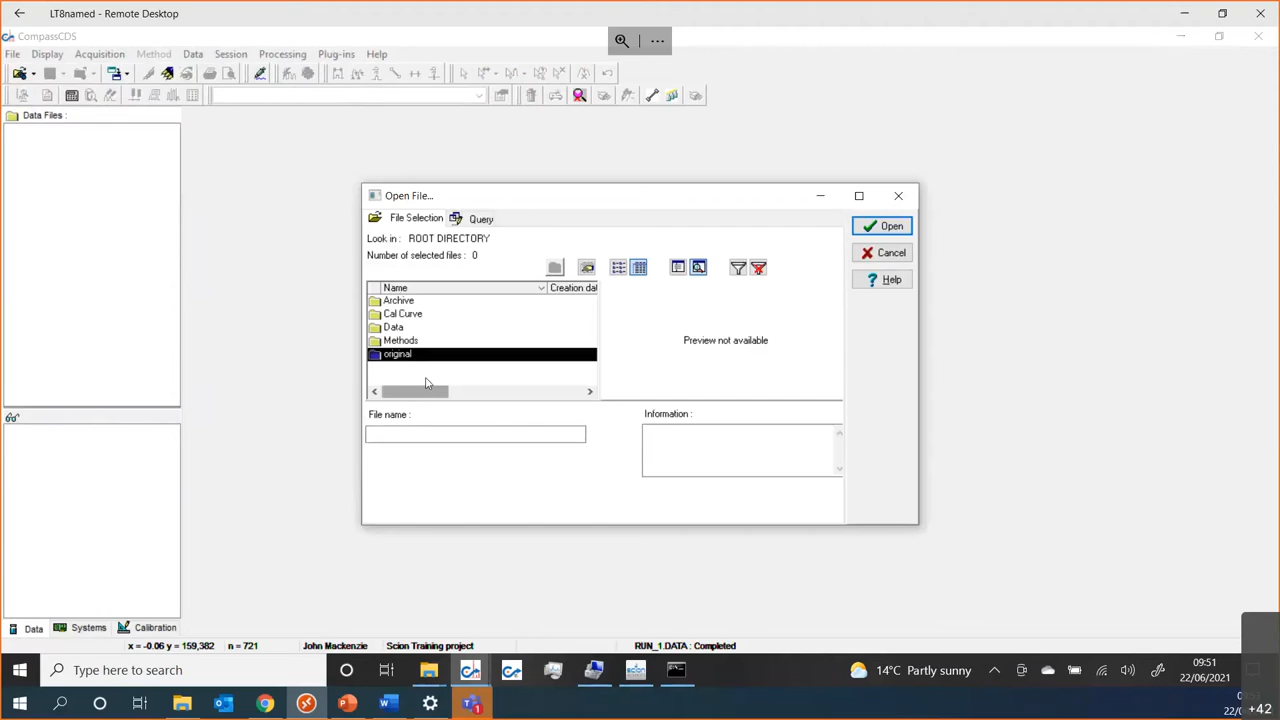 LT8named - Remote Desktop
CompassCDS
File Display Acquisition Method Data Session Processing Plug-ins Help
Data Files :
Open File...
File Selection Query
Look in : ROOT DIRECTORY
Number of selected files : 0
Name Creation dat
Archive
Cal Curve
Data
Methods
original
Preview not available
File name :
Information :
Open
Cancel
Help
Data Systems Calibration
x = -0.06 y = 159,382 n = 721 John Mackenzie Scion Training project RUN_1.DATA : Completed
Type here to search
14°C Partly sunny
09:51
22/06/2021
22/0
+42